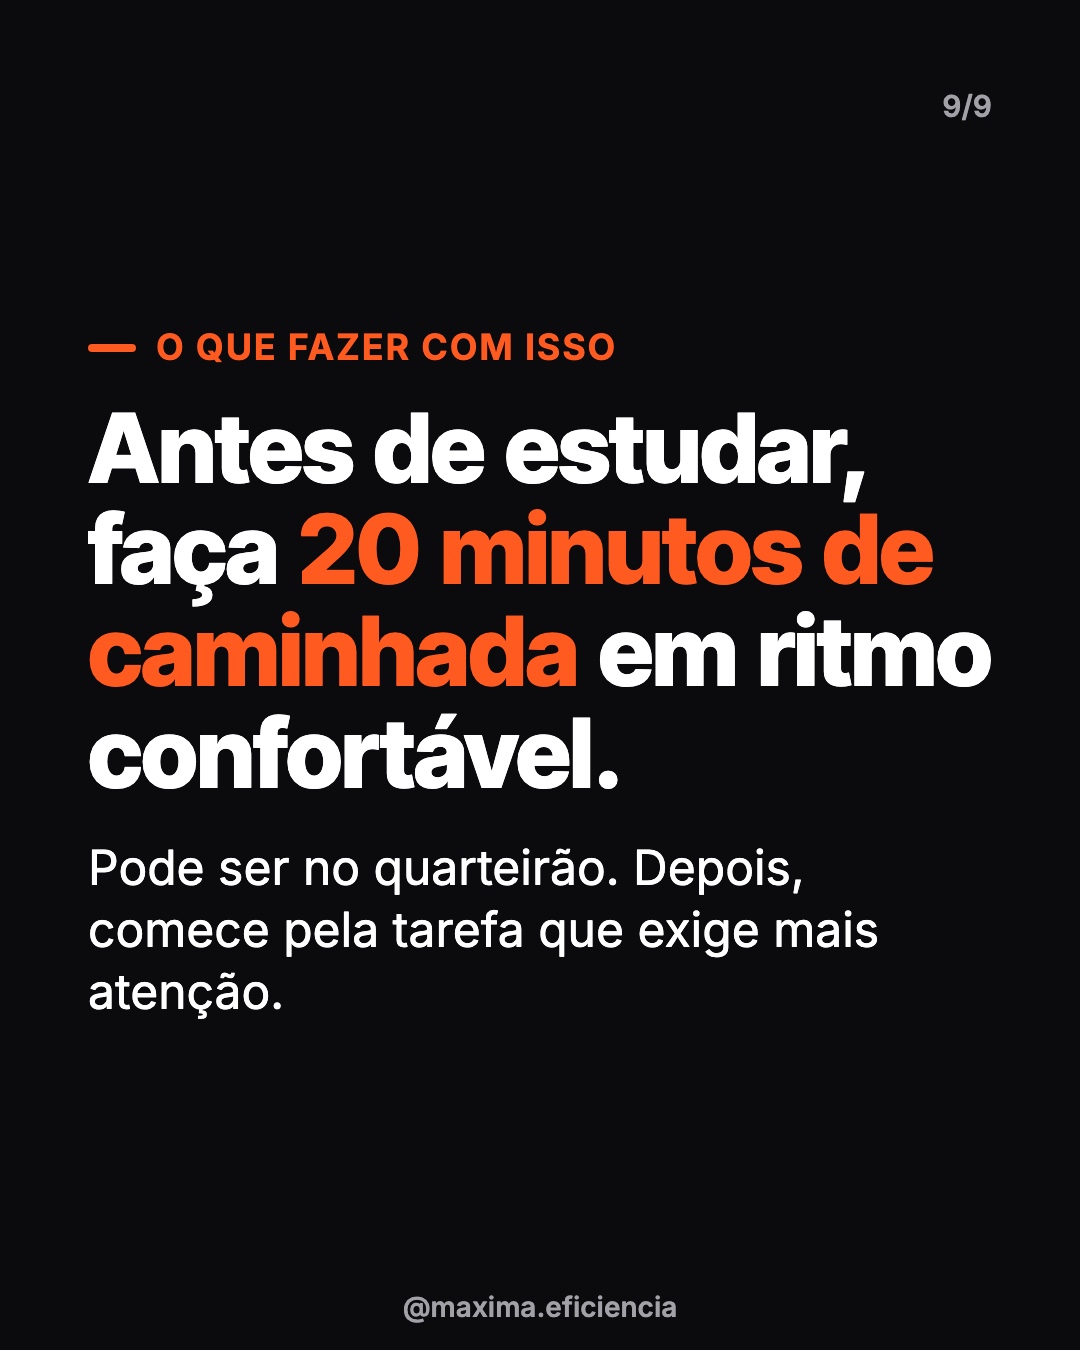 9/9
O QUE FAZER COM ISSO
Antes de estudar,
faça 20 minutos de
caminhada em ritmo
confortável.
Pode ser no quarteirão. Depois,
comece pela tarefa que exige mais
atenção.
@maxima.eficiencia